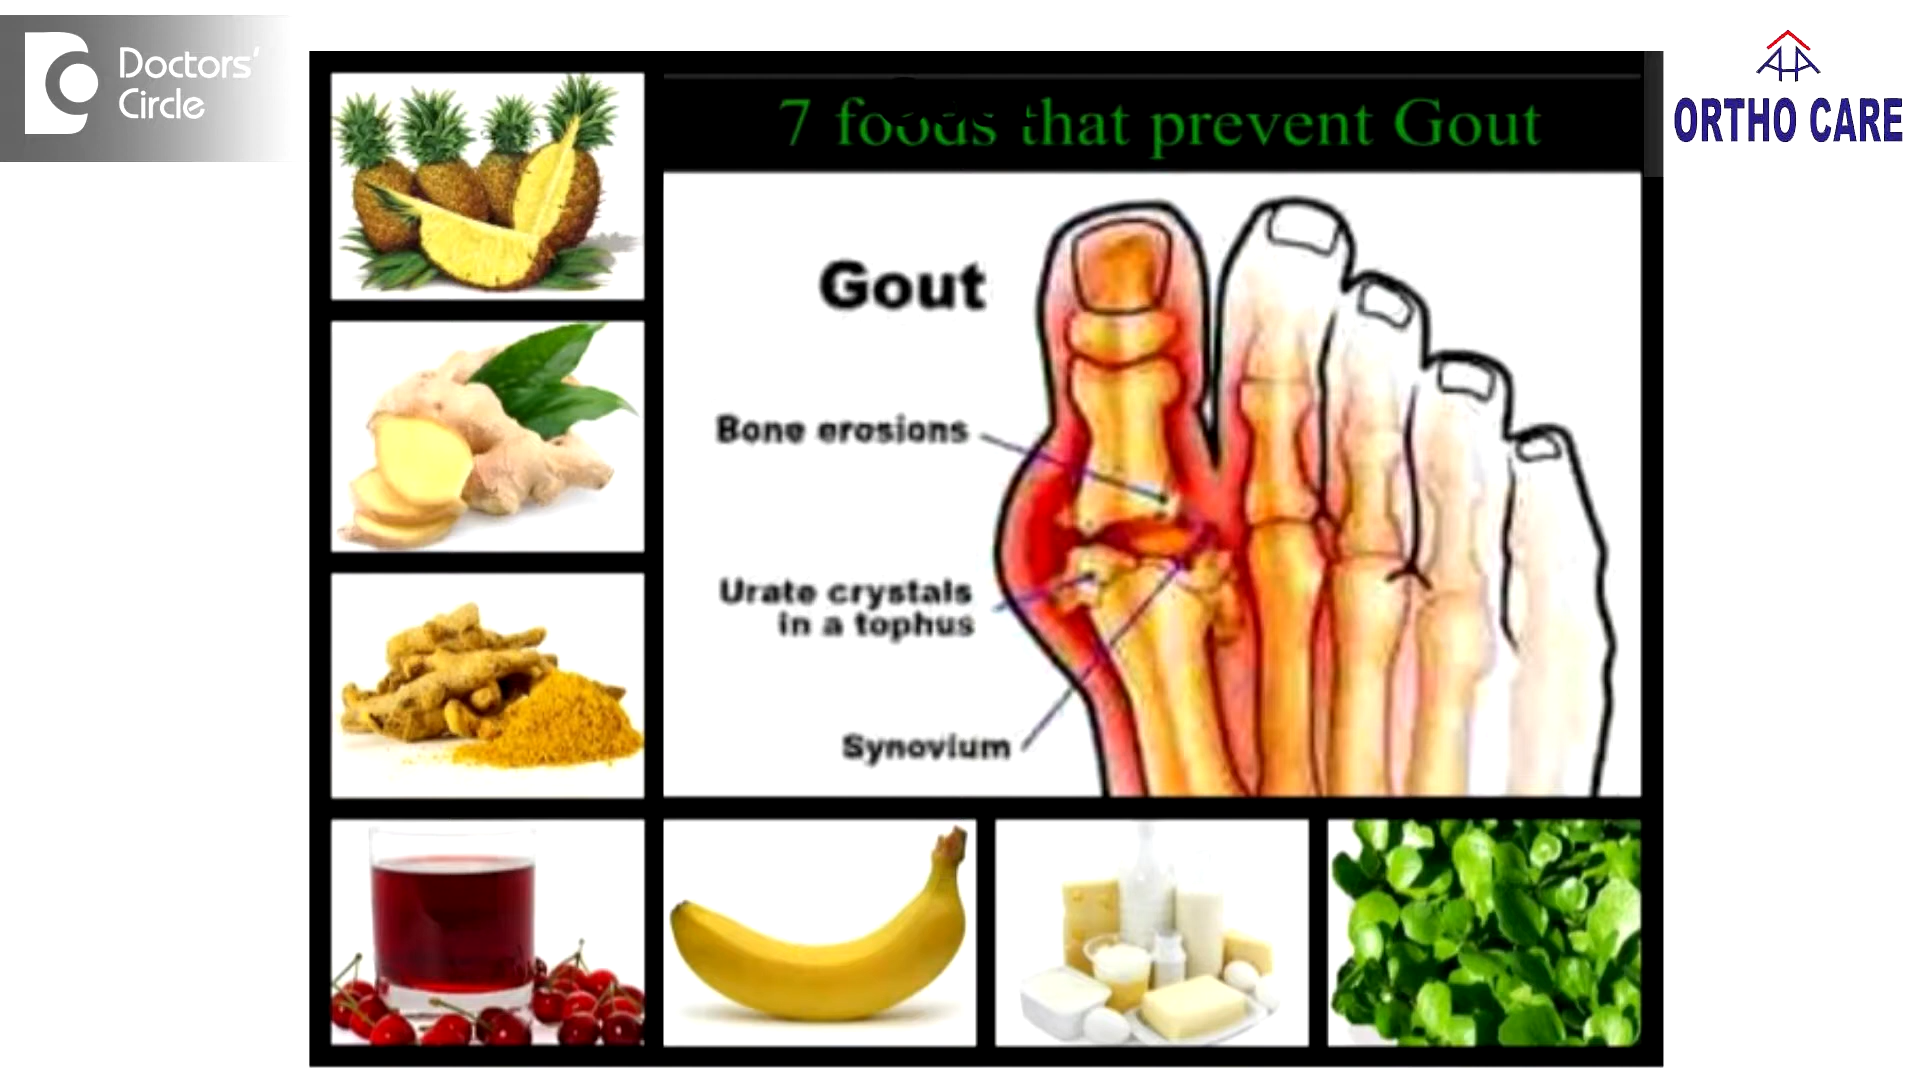 Doctors'
Circle
ORTHO CARE
7 foods that prevent Gout
Gout
Bone erosions
Urate crystals
in a tophus
Synovium